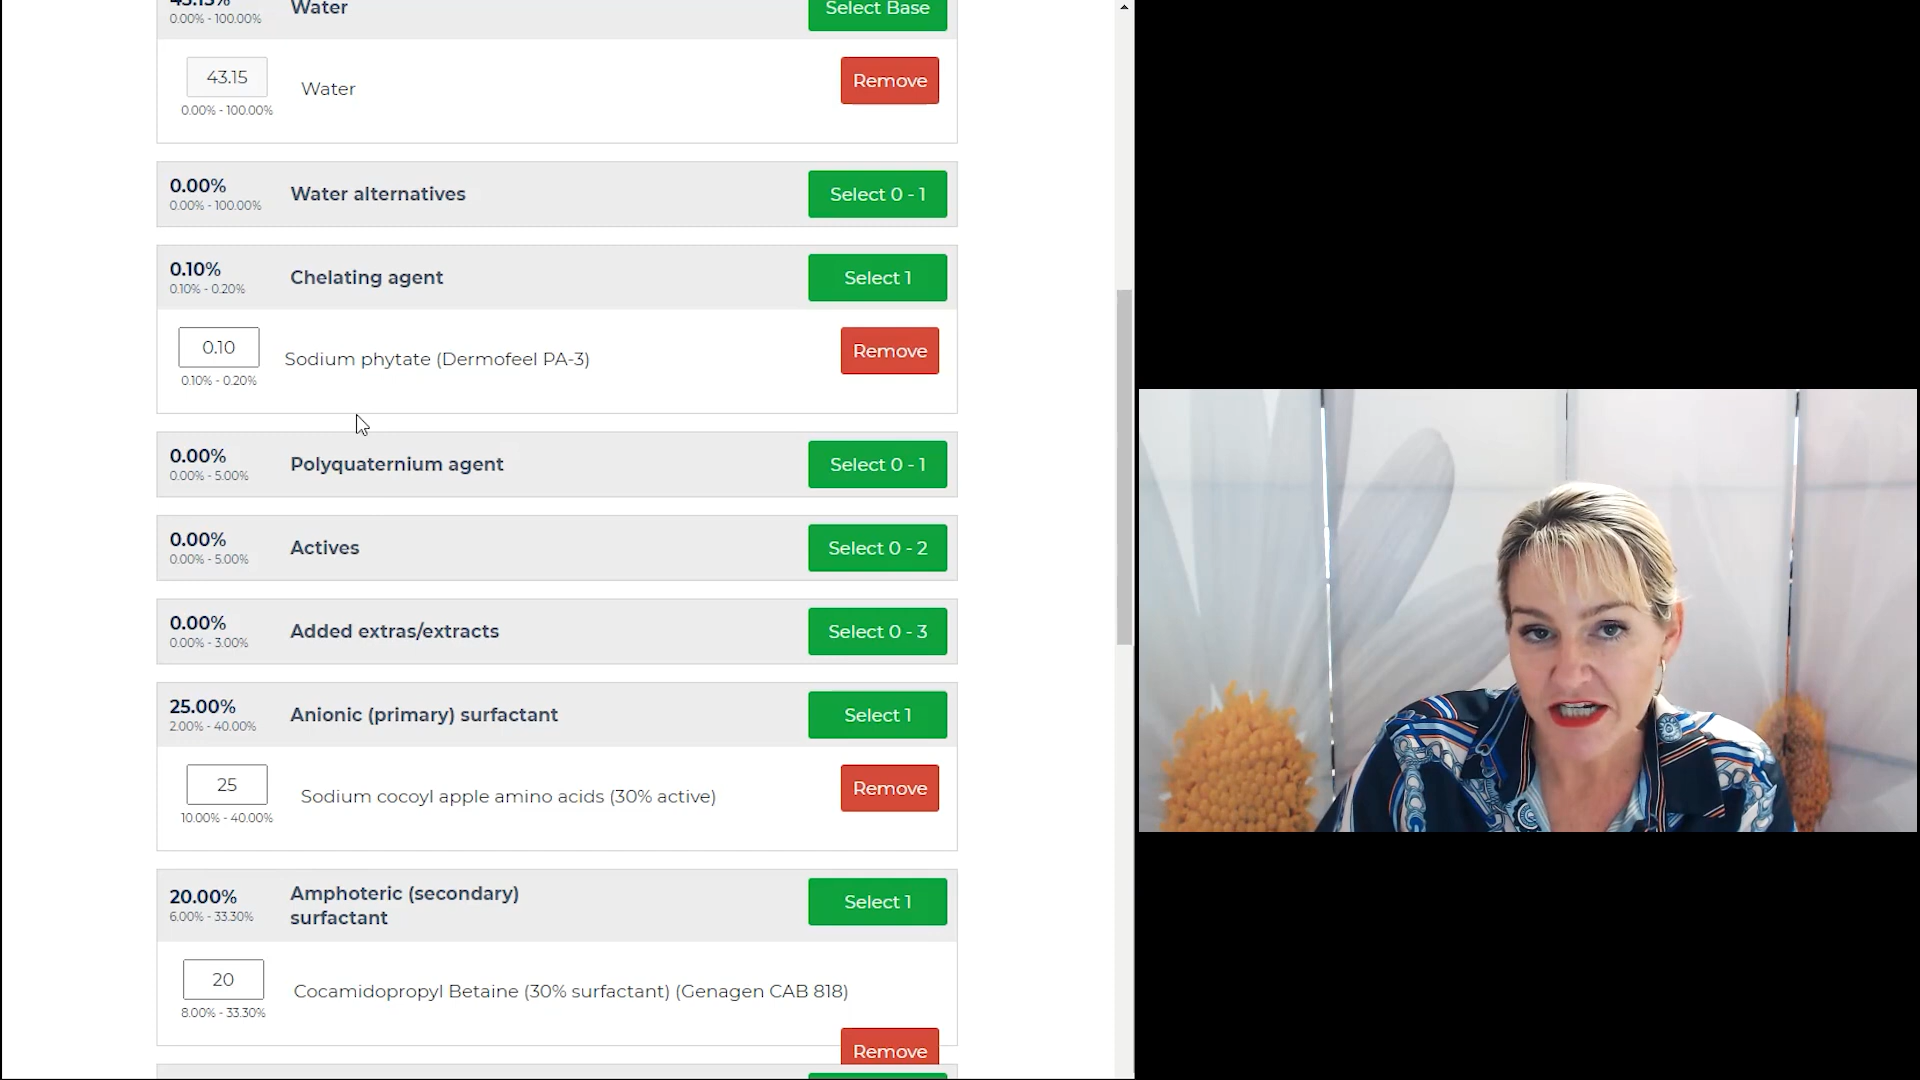 43.15%
0.00% - 100.00%
Water
Select Base
43.15
0.00% - 100.00%
Water
Remove
0.00%
0.00% - 100.00%
Water alternatives
Select 0 - 1
0.10%
0.10% - 0.20%
Chelating agent
Select 1
0.10
0.10% - 0.20%
Sodium phytate (Dermofeel PA-3)
Remove
0.00%
0.00% - 5.00%
Polyquaternium agent
Select 0 - 1
0.00%
0.00% - 5.00%
Actives
Select 0 - 2
0.00%
0.00% - 3.00%
Added extras/extracts
Select 0 - 3
25.00%
2.00% - 40.00%
Anionic (primary) surfactant
Select 1
25
10.00% - 40.00%
Sodium cocoyl apple amino acids (30% active)
Remove
20.00%
6.00% - 33.30%
Amphoteric (secondary)
surfactant
Select 1
20
8.00% - 33.30%
Cocamidopropyl Betaine (30% surfactant) (Genagen CAB 818)
Remove